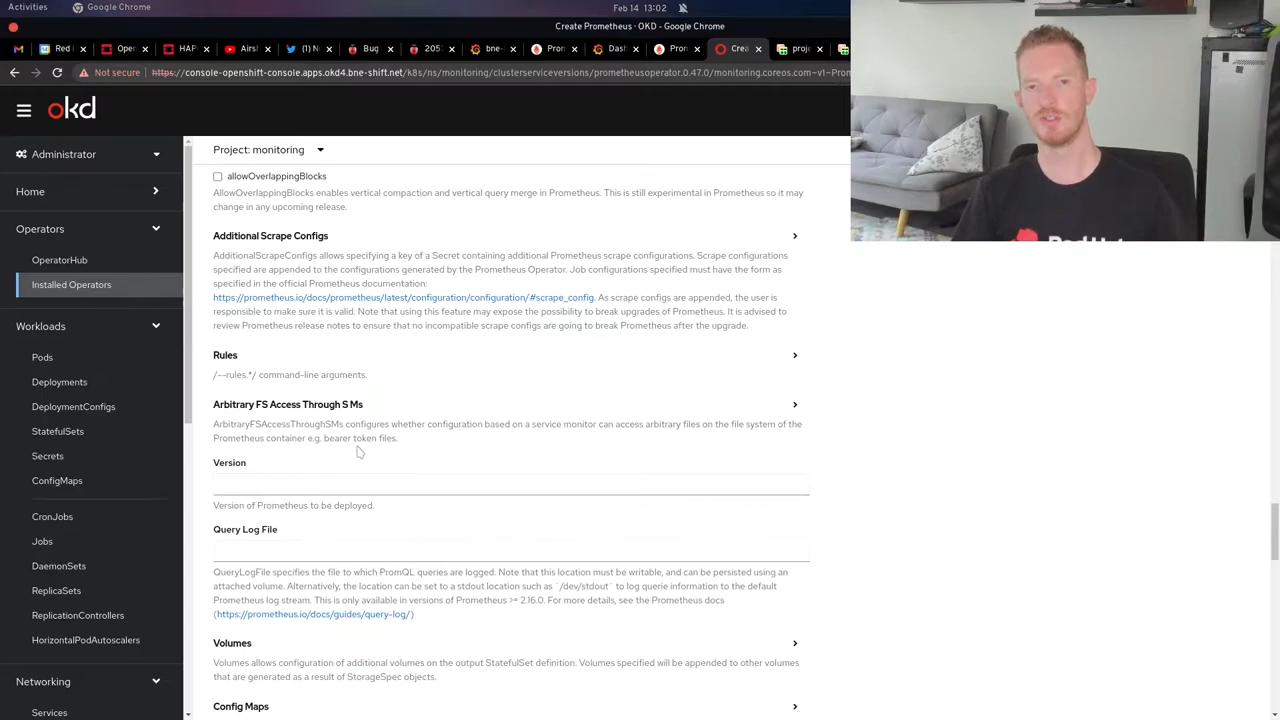 Activities
Google Chrome
Feb 14 13:02
Create Prometheus · OKD - Google Chrome
Red
Oper
HAP
Airsl
(1) N
Bug
205
bne-
Pron
Dash
Pron
Crea
proje
Not secure
https://console-openshift-console.apps.okd4.bne-shift.net/k8s/ns/monitoring/clusterserviceversions/prometheusoperator.0.47.0/monitoring.coreos.com~v1~Prom
okd
Administrator
Home
Operators
OperatorHub
Installed Operators
Workloads
Pods
Deployments
DeploymentConfigs
StatefulSets
Secrets
ConfigMaps
CronJobs
Jobs
DaemonSets
ReplicaSets
ReplicationControllers
HorizontalPodAutoscalers
Networking
Services
Project: monitoring
allowOverlappingBlocks
AllowOverlappingBlocks enables vertical compaction and vertical query merge in Prometheus. This is still experimental in Prometheus so it may
change in any upcoming release.
Additional Scrape Configs
AdditionalScrapeConfigs allows specifying a key of a Secret containing additional Prometheus scrape configurations. Scrape configurations
specified are appended to the configurations generated by the Prometheus Operator. Job configurations specified must have the form as
specified in the official Prometheus documentation:
https://prometheus.io/docs/prometheus/latest/configuration/configuration/#scrape_config. As scrape configs are appended, the user is
responsible to make sure it is valid. Note that using this feature may expose the possibility to break upgrades of Prometheus. It is advised to
review Prometheus release notes to ensure that no incompatible scrape configs are going to break Prometheus after the upgrade.
Rules
/--rules.*/ command-line arguments.
Arbitrary FS Access Through S Ms
ArbitraryFSAccessThroughSMs configures whether configuration based on a service monitor can access arbitrary files on the file system of the
Prometheus container e.g. bearer token files.
Version
Version of Prometheus to be deployed.
Query Log File
QueryLogFile specifies the file to which PromQL queries are logged. Note that this location must be writable, and can be persisted using an
attached volume. Alternatively, the location can be set to a stdout location such as `/dev/stdout` to log querie information to the default
Prometheus log stream. This is only available in versions of Prometheus >= 2.16.0. For more details, see the Prometheus docs
(https://prometheus.io/docs/guides/query-log/)
Volumes
Volumes allows configuration of additional volumes on the output StatefulSet definition. Volumes specified will be appended to other volumes
that are generated as a result of StorageSpec objects.
Config Maps